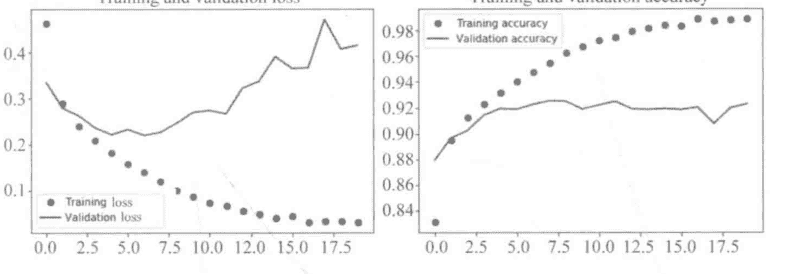 Training and validation loss
0.4
0.3
0.2
0.1
Training loss
Validation loss
0.0 2.5 5.0 7.5 10.0 12.5 15.0 17.5
Training and validation accuracy
0.98
0.96
0.94
0.92
0.90
0.88
0.86
0.84
Training accuracy
Validation accuracy
0.0 2.5 5.0 7.5 10.0 12.5 15.0 17.5